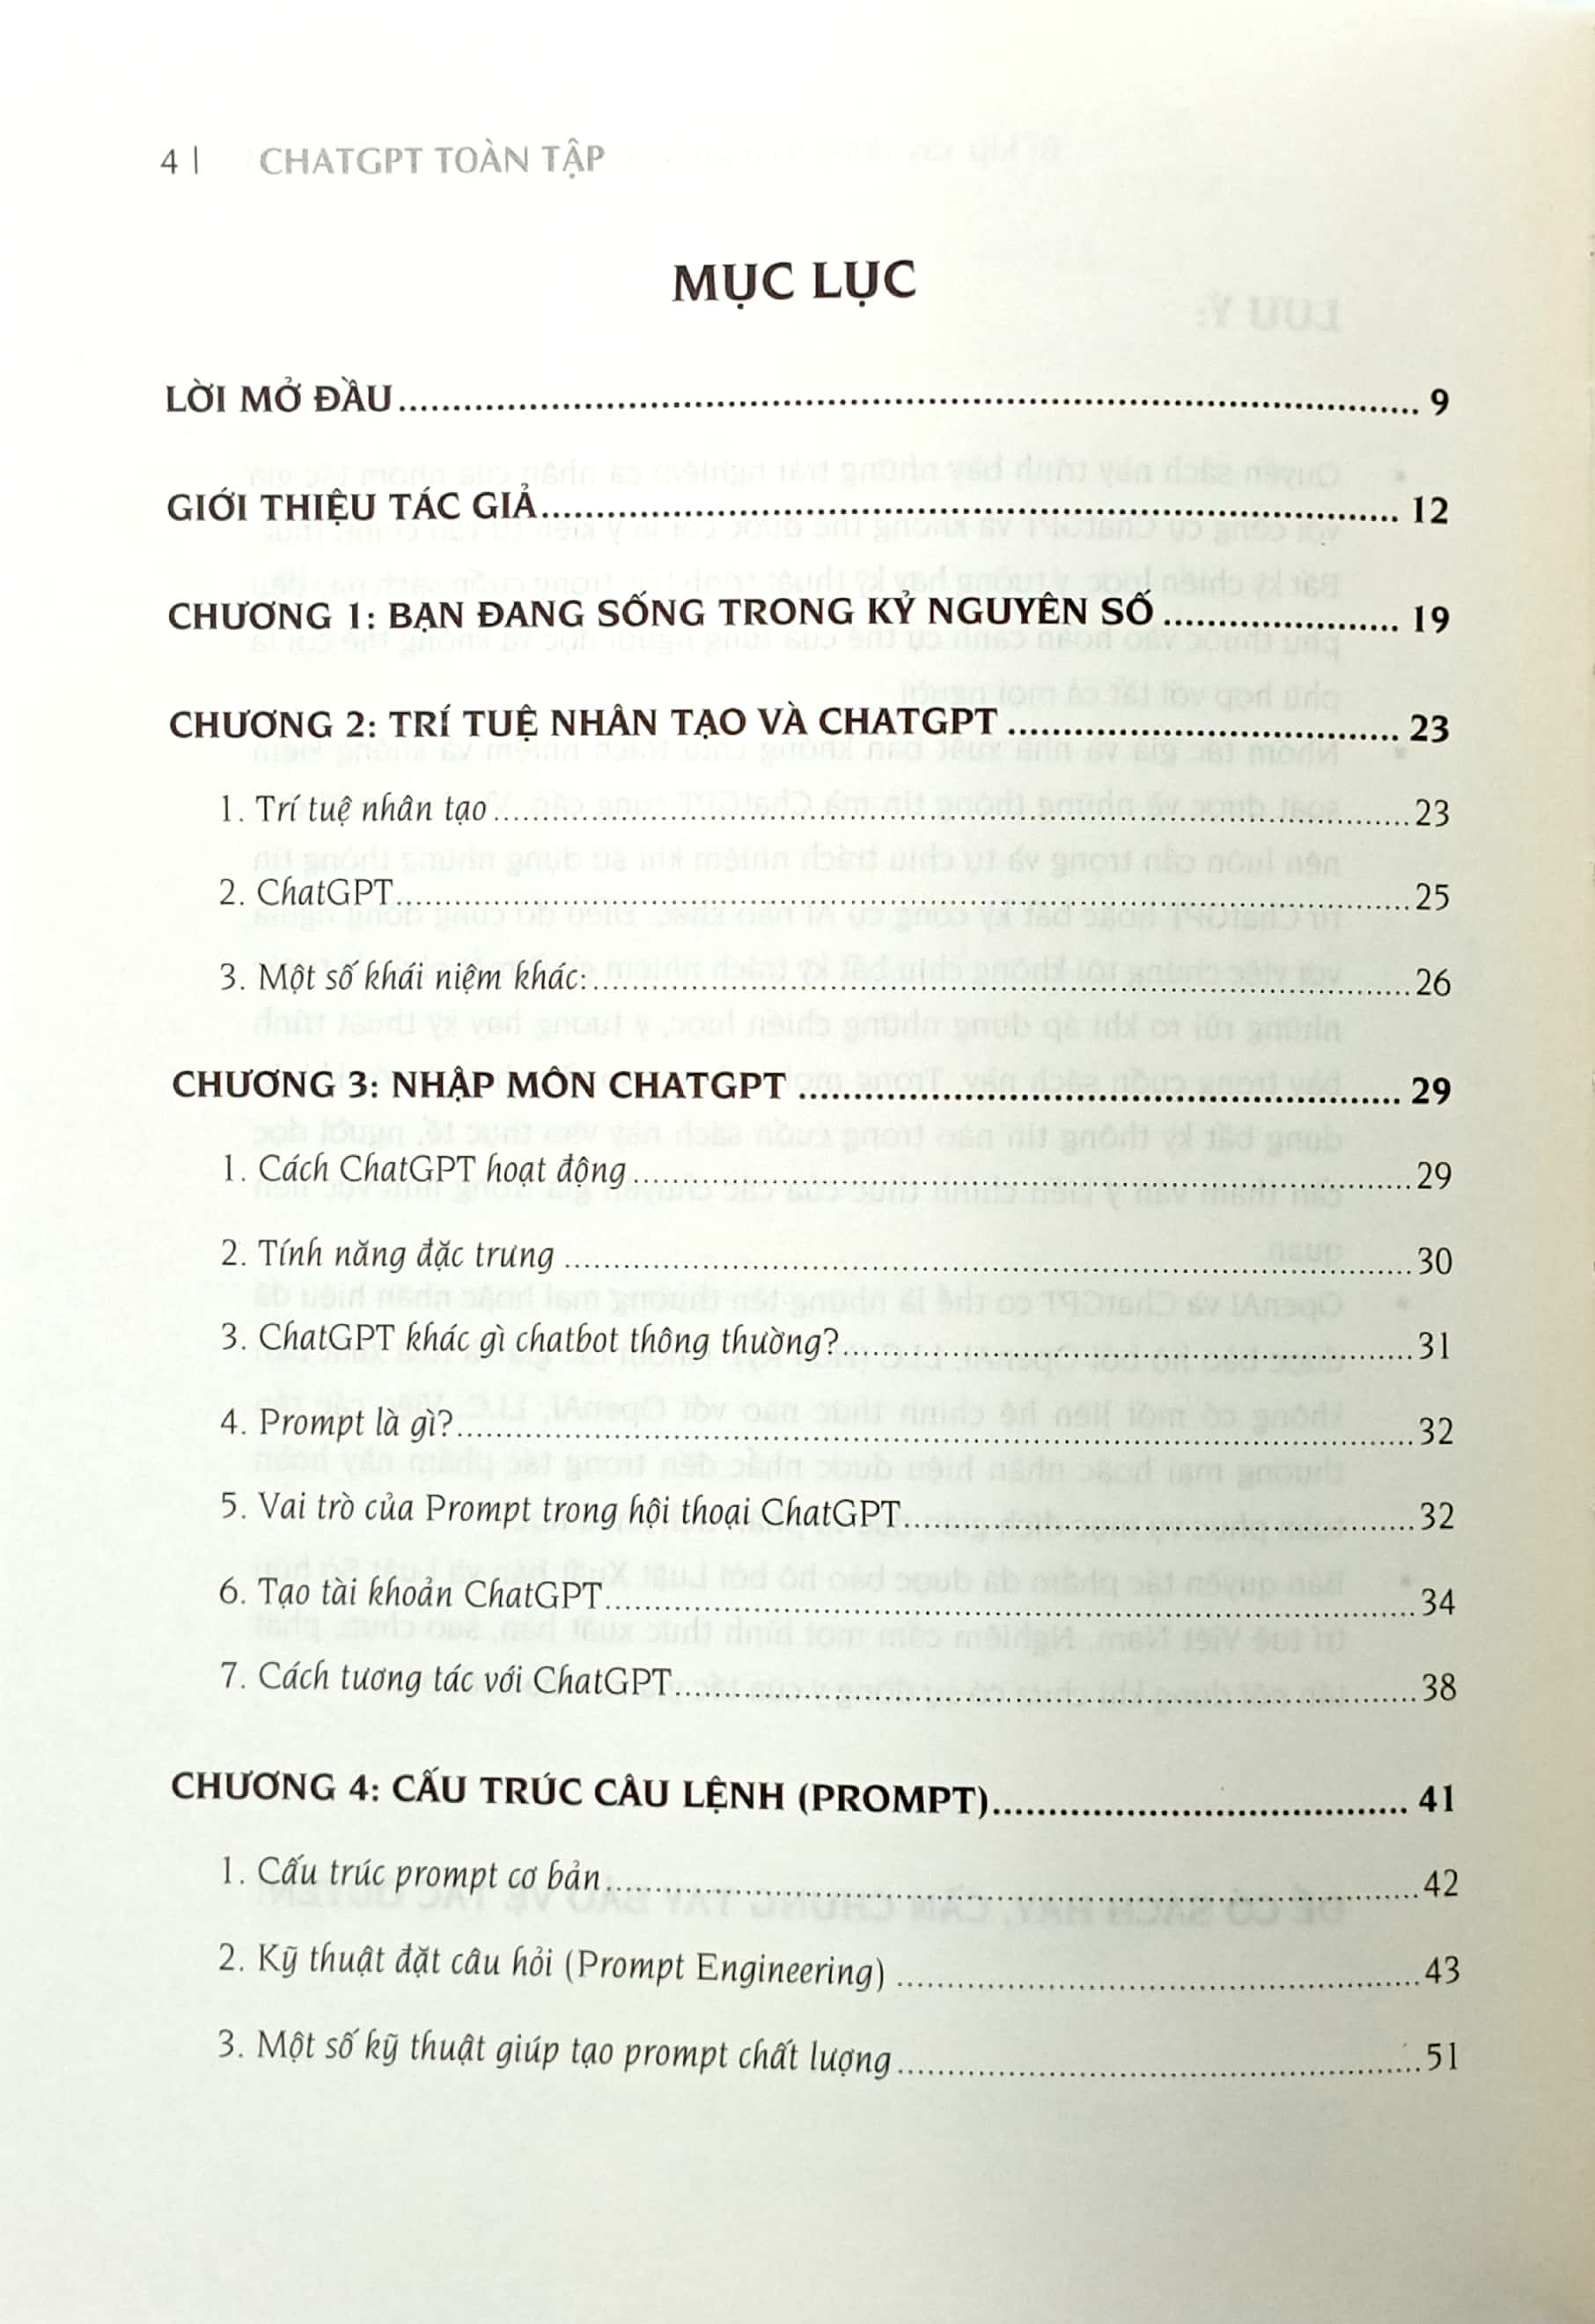 4 | CHATGPT TOÀN TẬP
MỤC LỤC
LỜI MỞ ĐẦU........ 9
GIỚI THIỆU TÁC GIẢ........ 12
CHƯƠNG 1: BẠN ĐANG SỐNG TRONG KỶ NGUYÊN SỐ ........ 19
CHƯƠNG 2: TRÍ TUỆ NHÂN TẠO VÀ CHATGPT ........ 23
1. Trí tuệ nhân tạo ........23
2. ChatGPT........25
3. Một số khái niệm khác:........26
CHƯƠNG 3: NHẬP MÔN CHATGPT ........ 29
1. Cách ChatGPT hoạt động ........29
2. Tính năng đặc trưng ........30
3. ChatGPT khác gì chatbot thông thường?........31
4. Prompt là gì?........32
5. Vai trò của Prompt trong hội thoại ChatGPT........32
6. Tạo tài khoản ChatGPT........34
7. Cách tương tác với ChatGPT........38
CHƯƠNG 4: CẤU TRÚC CÂU LỆNH (PROMPT)........ 41
1. Cấu trúc prompt cơ bản........42
2. Kỹ thuật đặt câu hỏi (Prompt Engineering) ........43
3. Một số kỹ thuật giúp tạo prompt chất lượng........51